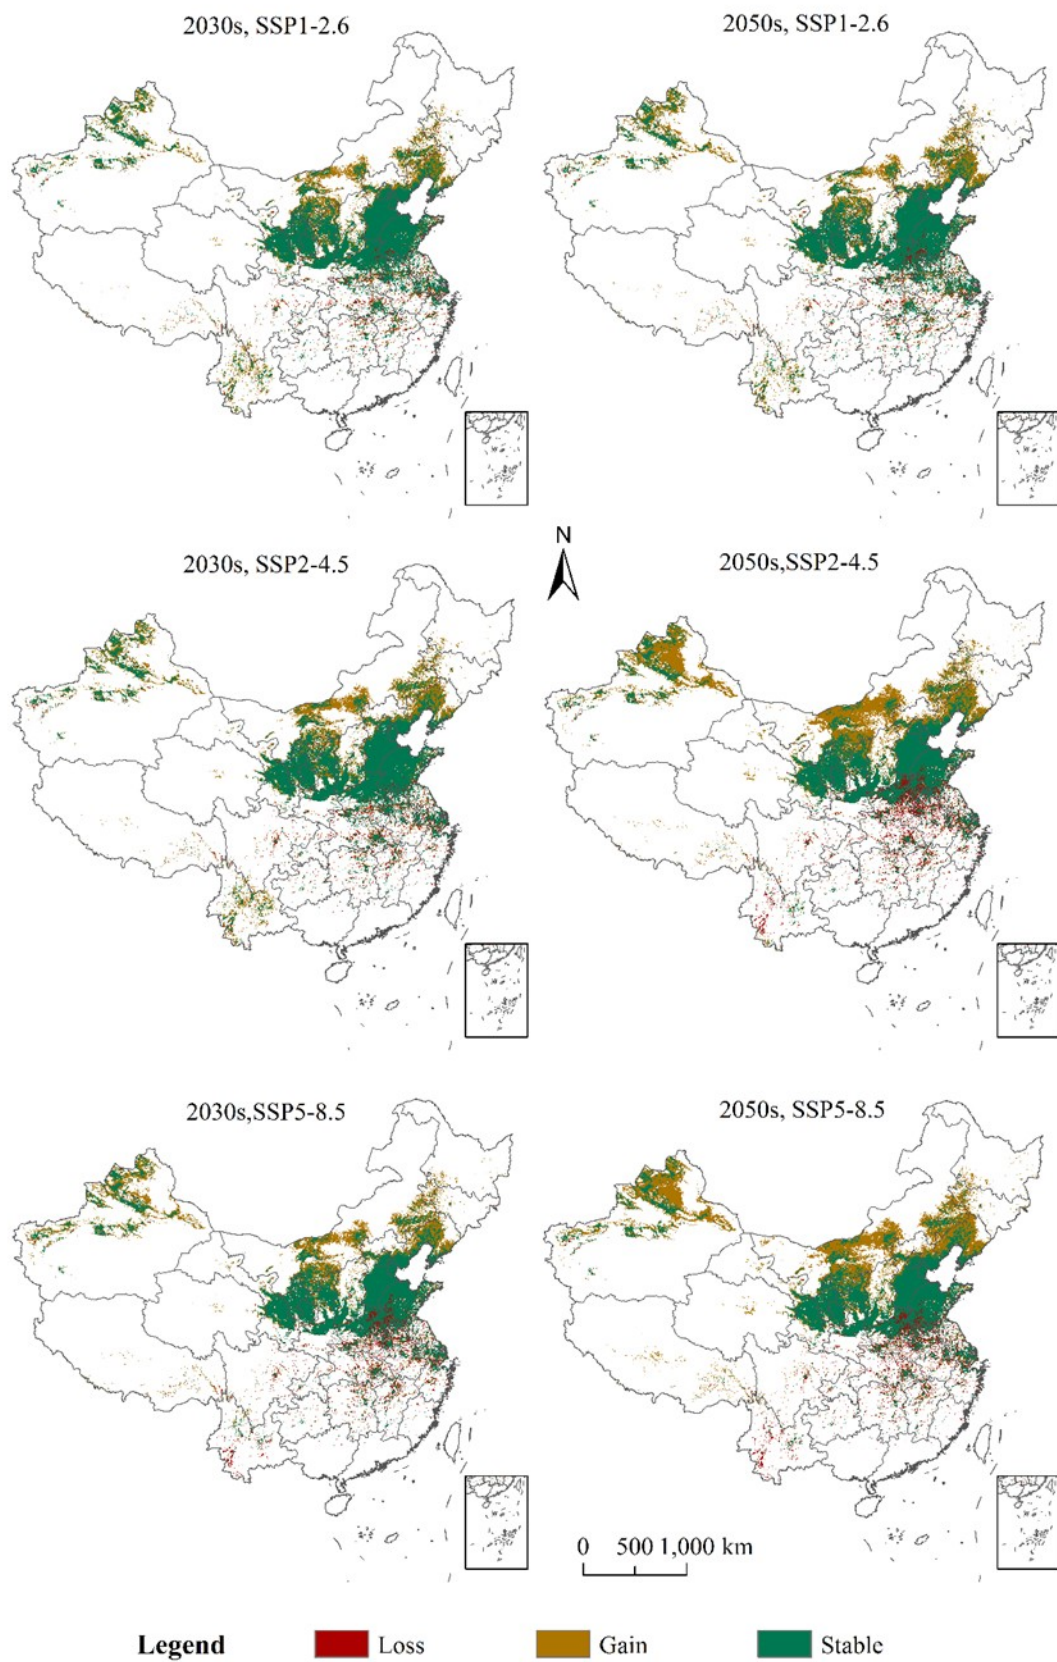 2030s, SSP1-2.6
2050s, SSP1-2.6
N
2030s, SSP2-4.5
2050s,SSP2-4.5
2030s,SSP5-8.5
2050s, SSP5-8.5
0 500 1,000 km
Legend Loss Gain Stable